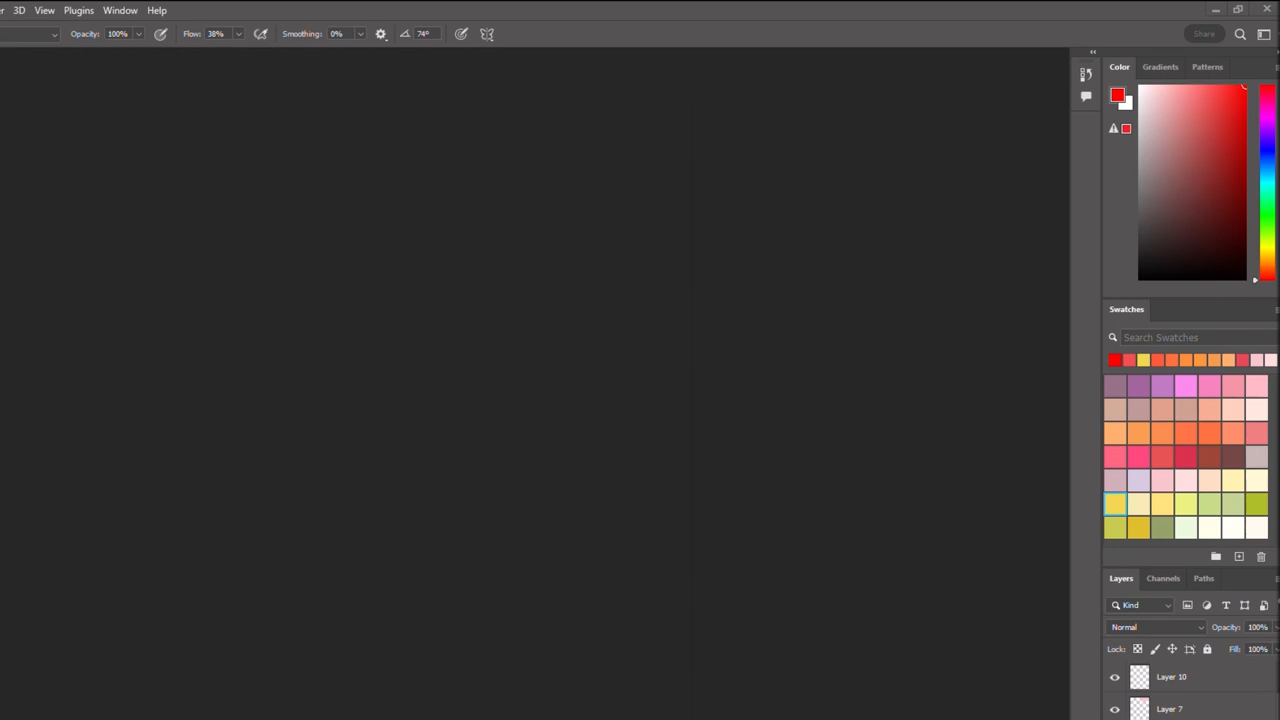 3D View Plugins Window Help
Opacity: 100% Flow: 38% Smoothing: 0% 74° Share
Color Gradients Patterns
Swatches
Search Swatches
Layers Channels Paths
Kind
Normal Opacity: 100%
Lock: Fill: 100%
Layer 10
Layer 7